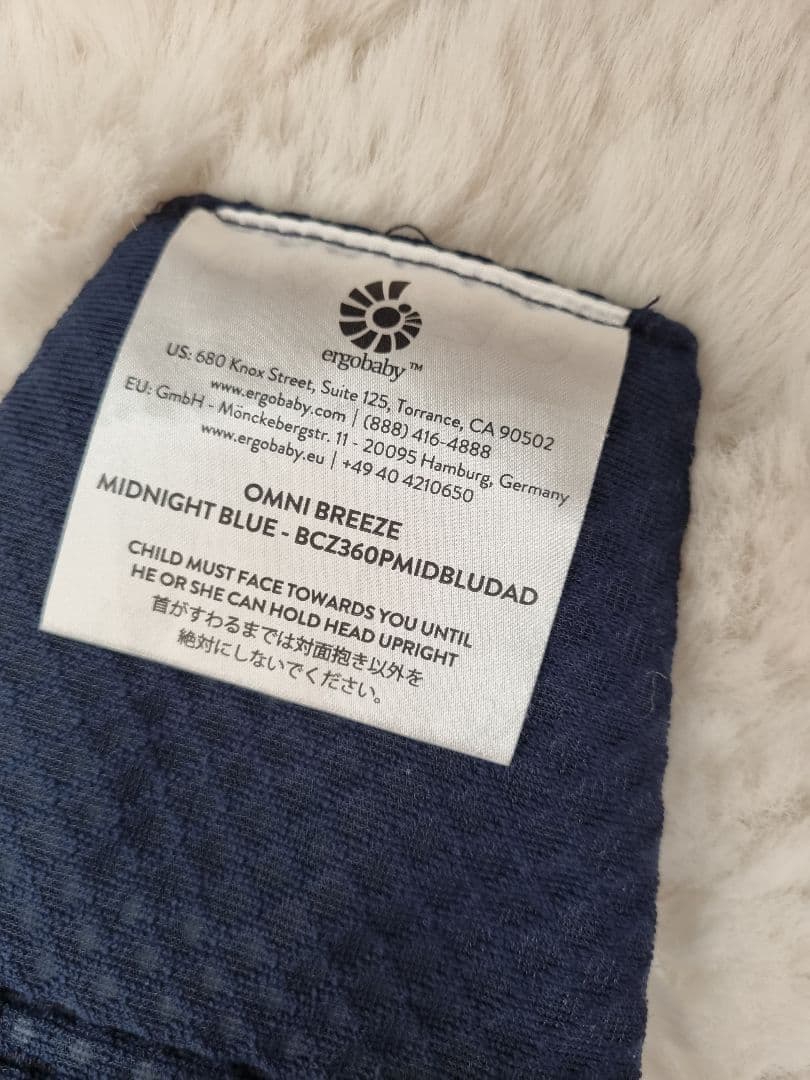 ergobaby™
US: 680 Knox Street, Suite 125, Torrance, CA 90502
www.ergobaby.com | (888) 416-4888
EU: GmbH - Mönckebergstr. 11 - 20095 Hamburg, Germany
www.ergobaby.eu | +49 40 4210650
OMNI BREEZE
MIDNIGHT BLUE - BCZ360PMIDBLUDAD
CHILD MUST FACE TOWARDS YOU UNTIL
HE OR SHE CAN HOLD HEAD UPRIGHT
首がすわるまでは対面抱き以外を
絶対にしないでください。